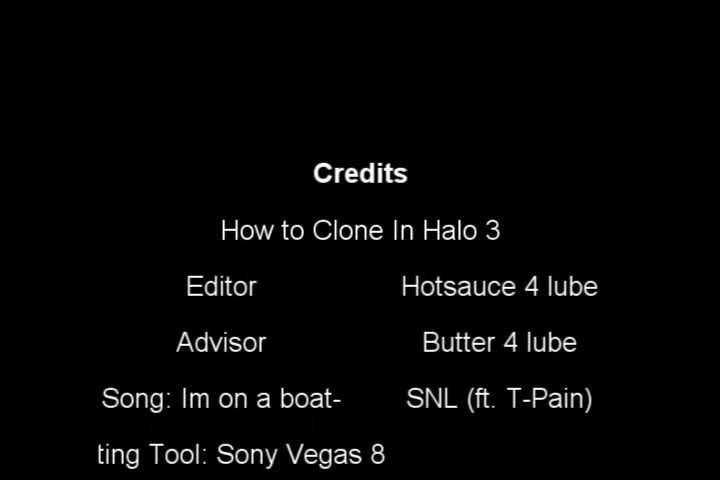 Credits
How to Clone In Halo 3
Editor Hotsauce 4 lube
Advisor Butter 4 lube
Song: Im on a boat- SNL (ft. T-Pain)
ting Tool: Sony Vegas 8